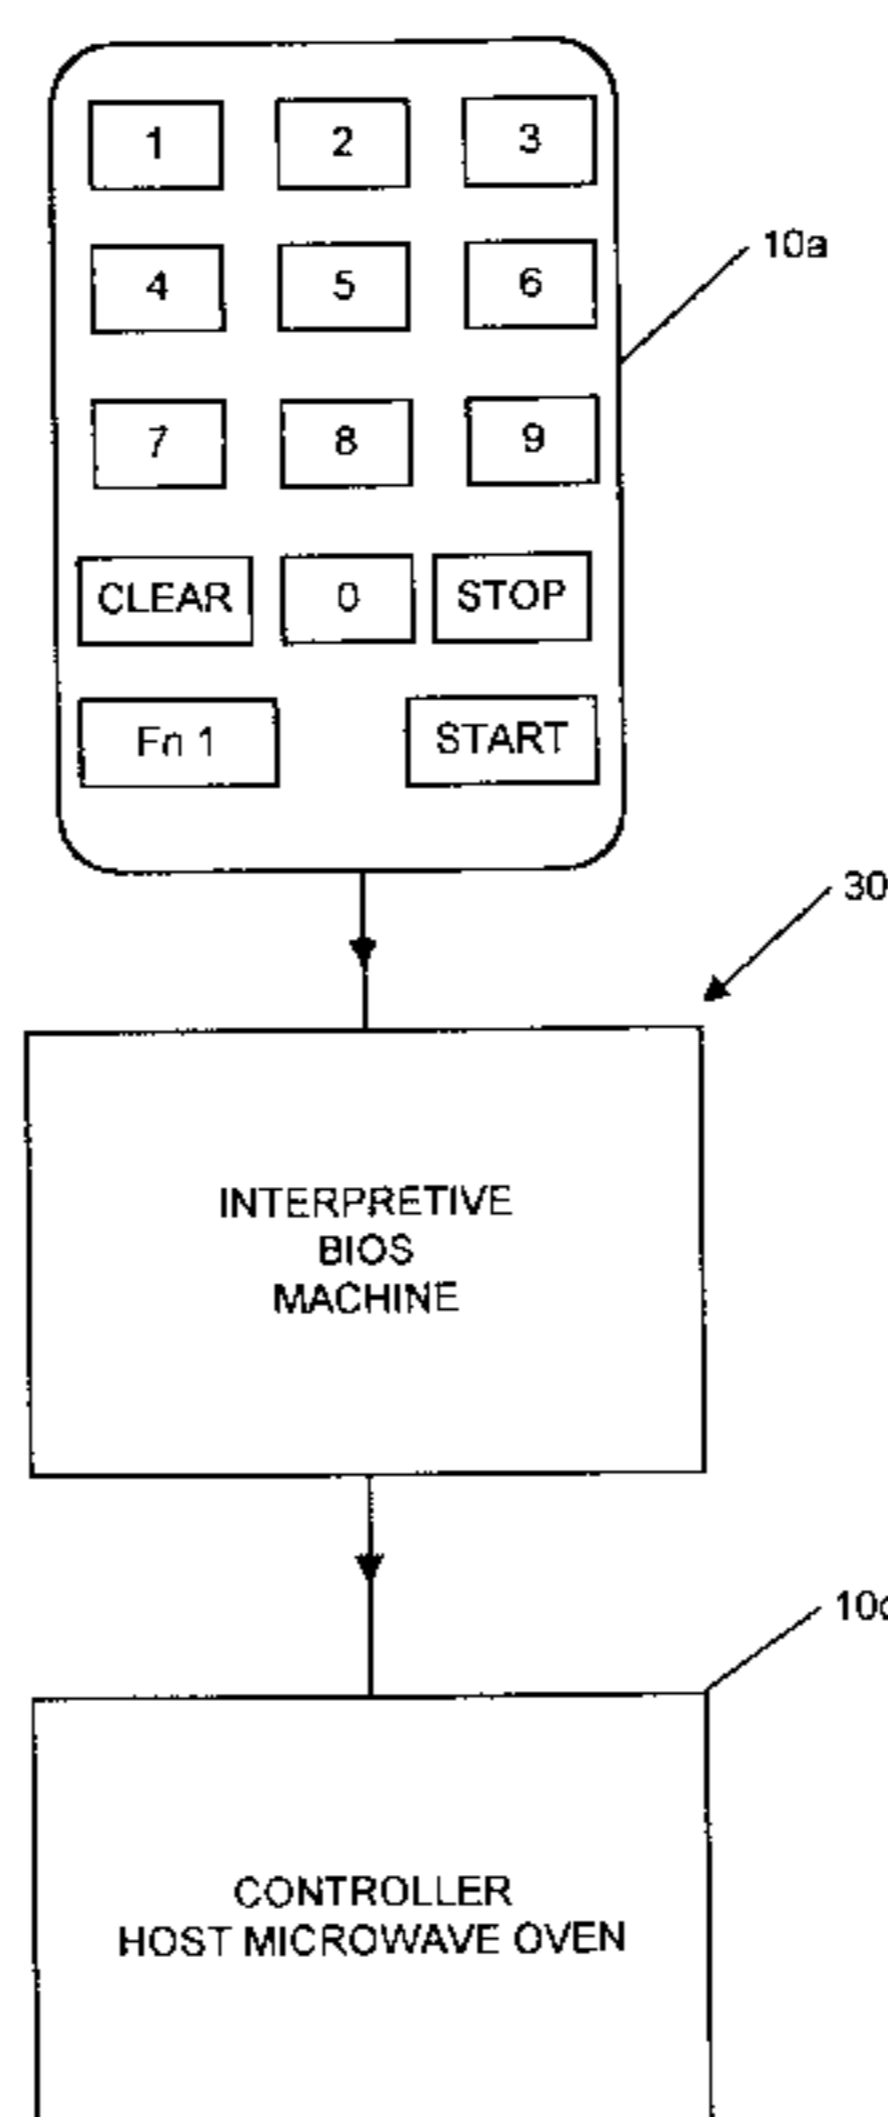 1 2 3
10a
4 5 6
7 8 9
CLEAR 0 STOP
Fn 1 START
30
INTERPRETIVE
BIOS
MACHINE
CONTROLLER
HOST MICROWAVE OVEN